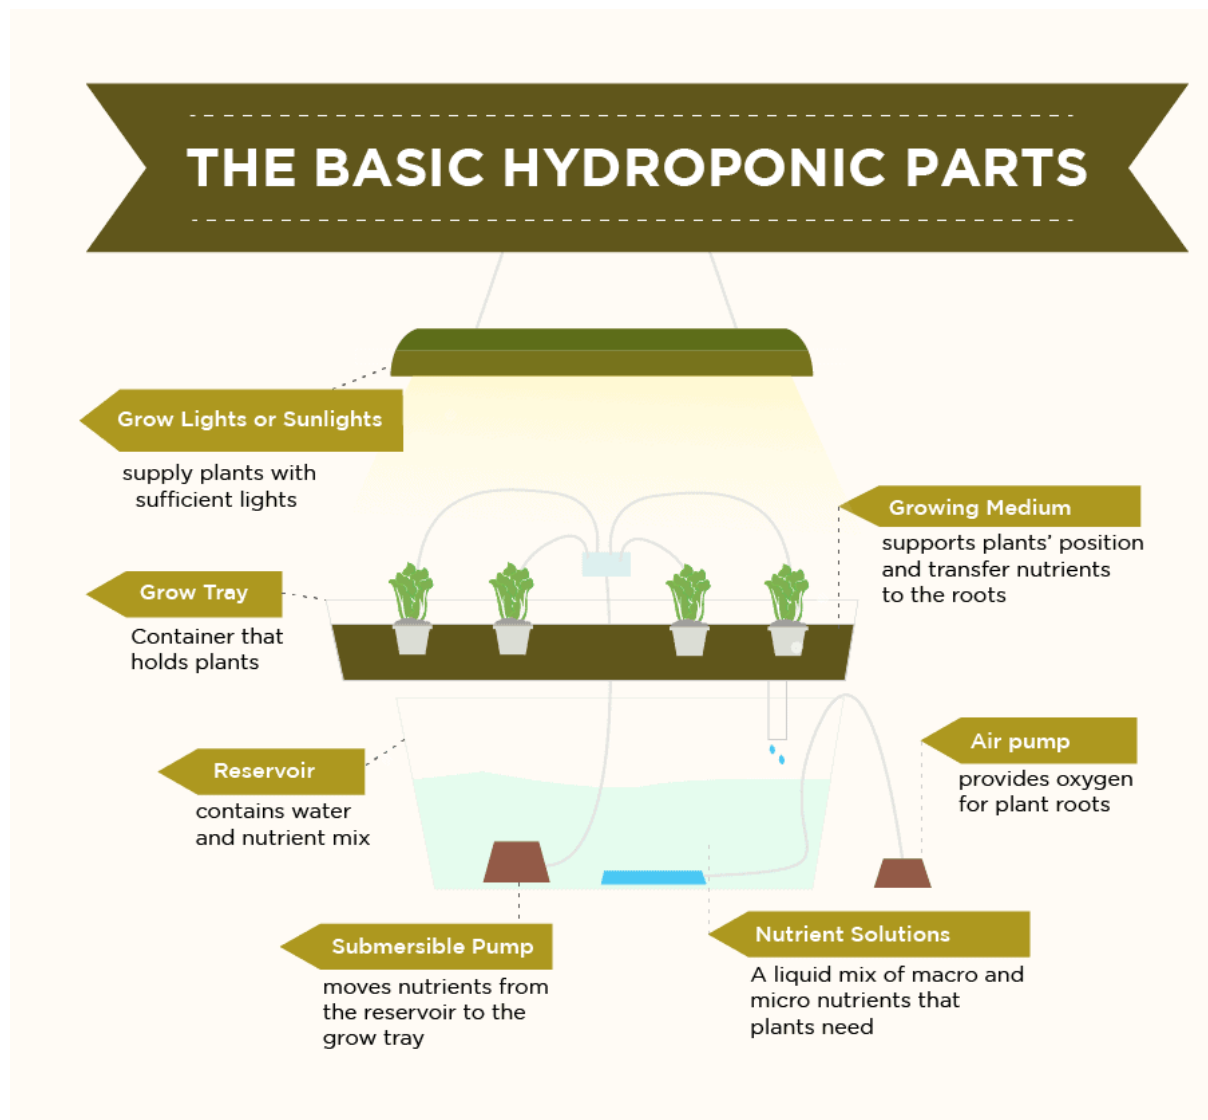 THE BASIC HYDROPONIC PARTS
Grow Lights or Sunlights
supply plants with
sufficient lights
Growing Medium
supports plants’ position
and transfer nutrients
to the roots
Grow Tray
Container that
holds plants
Reservoir
contains water
and nutrient mix
Air pump
provides oxygen
for plant roots
Submersible Pump
moves nutrients from
the reservoir to the
grow tray
Nutrient Solutions
A liquid mix of macro and
micro nutrients that
plants need